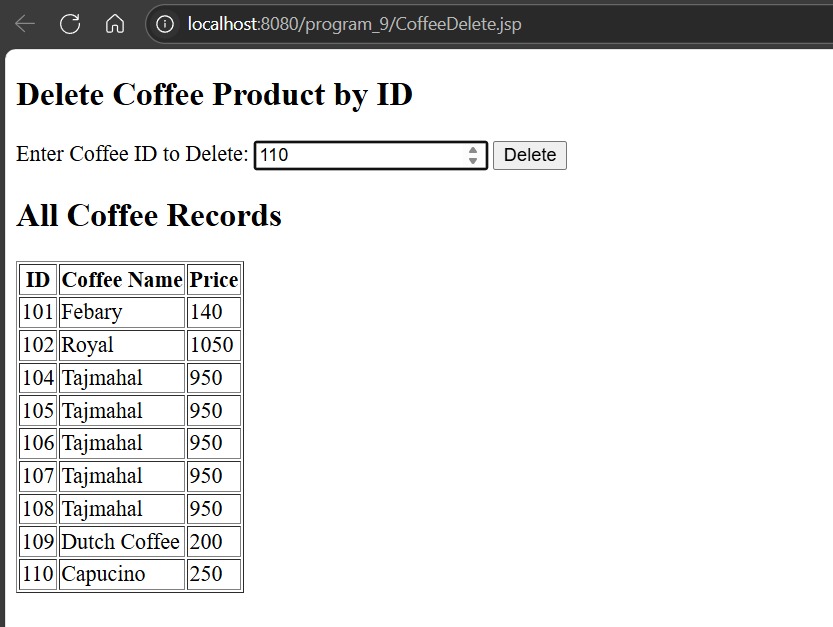 localhost:8080/program_9/CoffeeDelete.jsp
Delete Coffee Product by ID
Enter Coffee ID to Delete: 110 Delete
All Coffee Records
ID Coffee Name Price
101 Febary 140
102 Royal 1050
104 Tajmahal 950
105 Tajmahal 950
106 Tajmahal 950
107 Tajmahal 950
108 Tajmahal 950
109 Dutch Coffee 200
110 Capucino 250